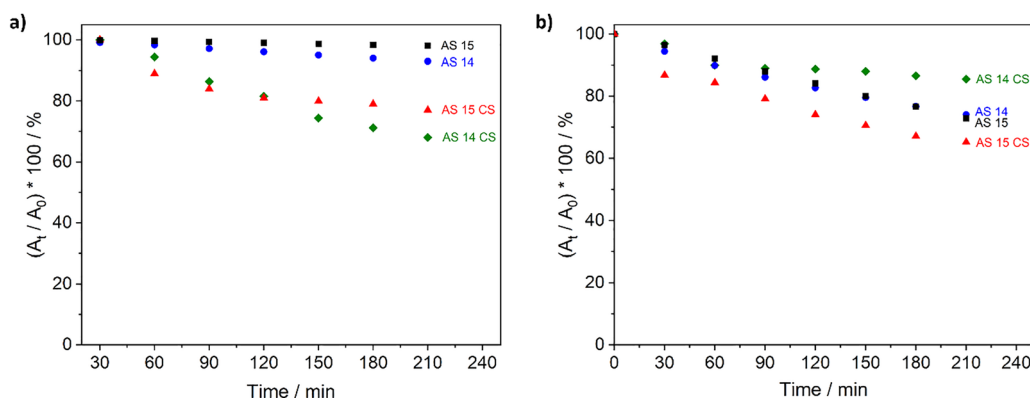 a)
(At / A0) * 100 / %
100
80
60
40
20
0
AS 15
AS 14
AS 15 CS
AS 14 CS
30 60 90 120 150 180 210 240
Time / min
b)
(At / A0) * 100 / %
100
80
60
40
20
0
AS 14 CS
AS 14
AS 15
AS 15 CS
0 30 60 90 120 150 180 210 240
Time / min